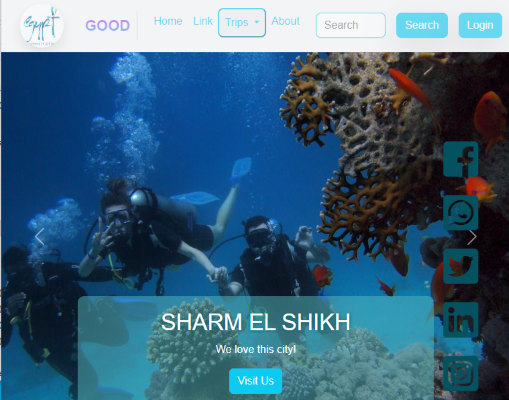 egypt
GOOD
Home
Link
Trips
About
Search
Search
Login
SHARM EL SHIKH
We love this city!
Visit Us